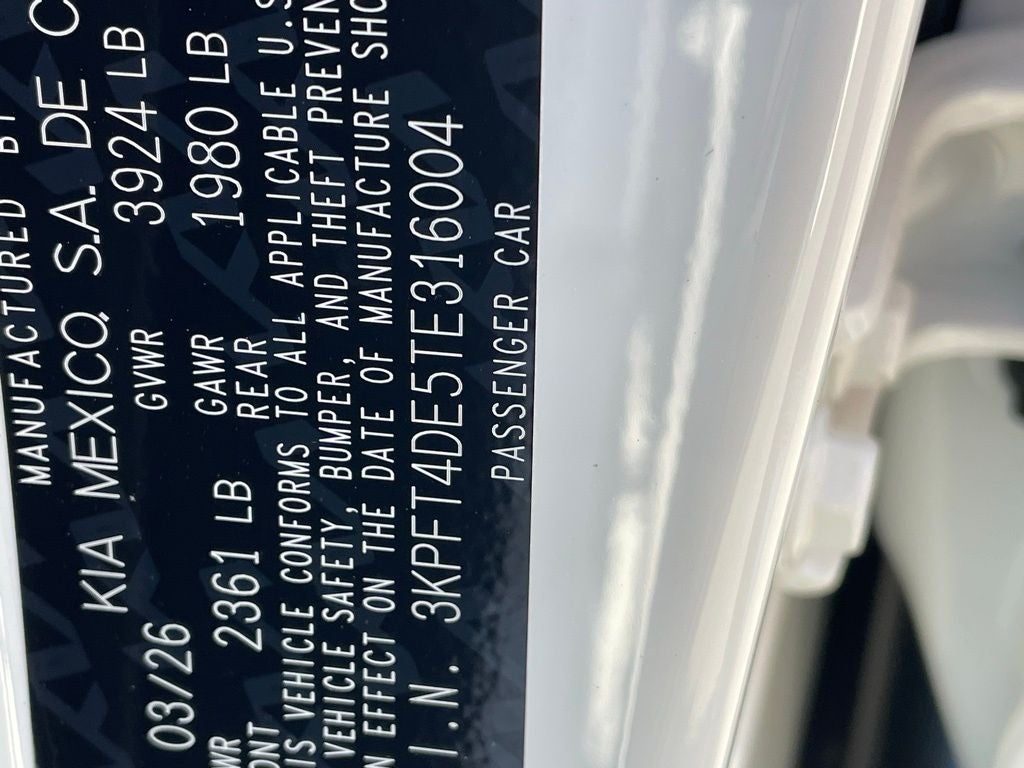 MANUFACTURED BY
KIA MEXICO, S.A. DE C
03/26 GVWR 3924 LB
2361 LB GAWR REAR 1980 LB
IS VEHICLE CONFORMS TO ALL APPLICABLE U.S
VEHICLE SAFETY, BUMPER, AND THEFT PREVEN
N EFFECT ON THE DATE OF MANUFACTURE SHO
I.N. 3KPFT4DE5TE316004
PASSENGER CAR